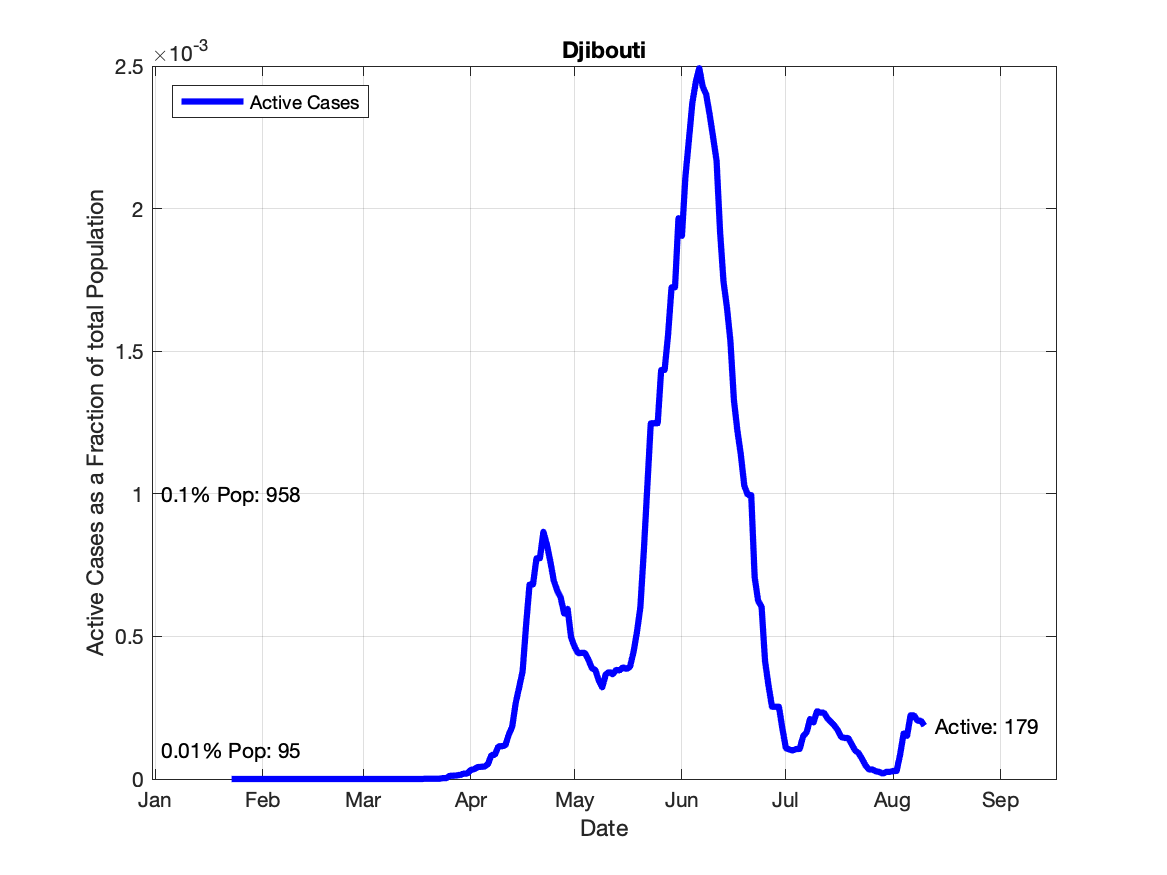 Djibouti
×10-3
2.5
2
1.5
1
0.5
0
Active Cases
0.1% Pop: 958
0.01% Pop: 95
Active: 179
Jan Feb Mar Apr May Jun Jul Aug Sep
Date
Active Cases as a Fraction of total Population